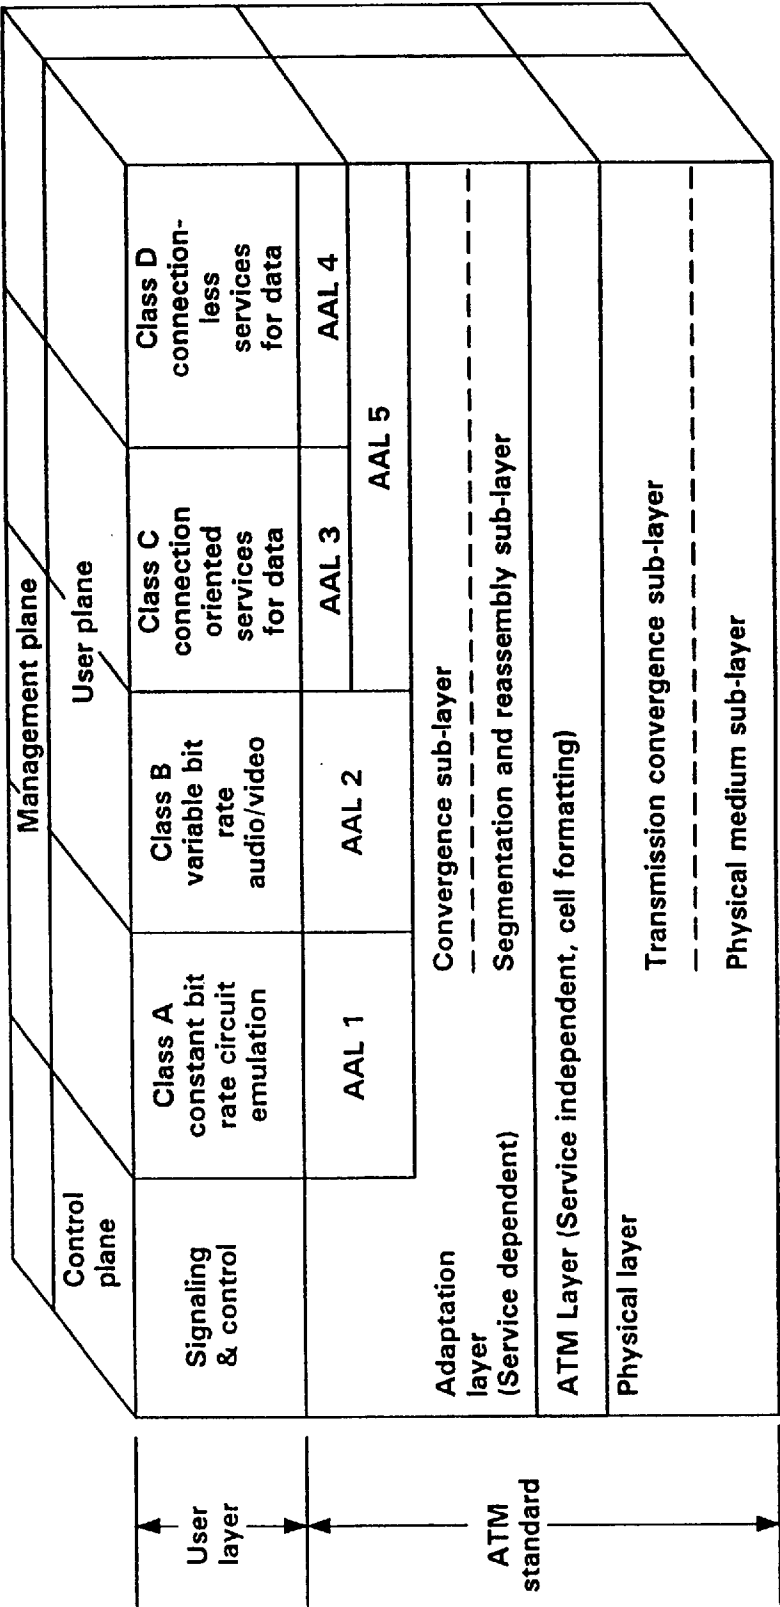 Management plane
User plane
Control
plane
User
layer
Signaling
& control
Class A
constant bit
rate circuit
emulation
Class B
variable bit
rate
audio/video
Class C
connection
oriented
services
for data
Class D
connection-
less
services
for data
AAL 1
AAL 2
AAL 3
AAL 4
AAL 5
ATM
standard
Adaptation
layer
(Service dependent)
Convergence sub-layer
Segmentation and reassembly sub-layer
ATM Layer (Service independent, cell formatting)
Physical layer
Transmission convergence sub-layer
Physical medium sub-layer